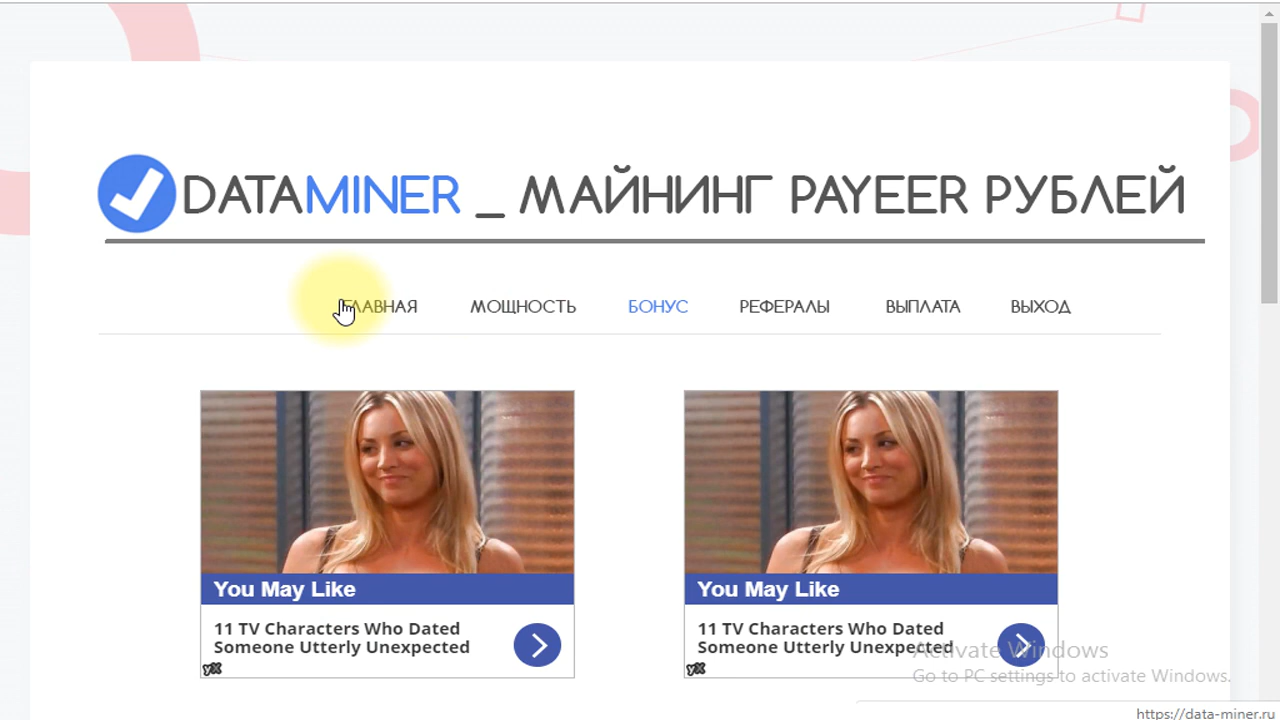 DATAMINER _ МАЙНИНГ PAYEER РУБЛЕЙ
ГЛАВНАЯ МОЩНОСТЬ БОНУС РЕФЕРАЛЫ ВЫПЛАТА ВЫХОД
You May Like
11 TV Characters Who Dated
Someone Utterly Unexpected
You May Like
11 TV Characters Who Dated
Someone Utterly Unexpected
Activate Windows
Go to PC settings to activate Windows.
https://data-miner.ru